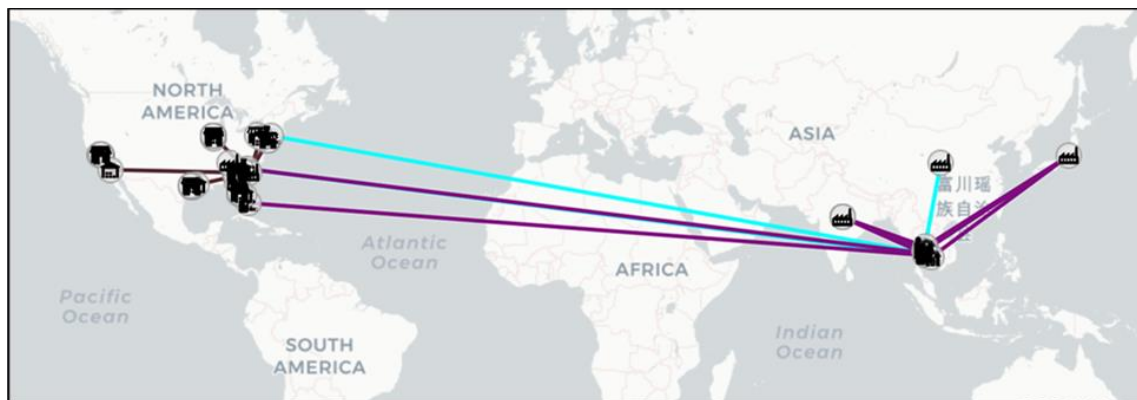 NORTH
AMERICA
ASIA
富川瑶
族自治
Atlantic
Ocean
AFRICA
Pacific
Ocean
Indian
Ocean
SOUTH
AMERICA